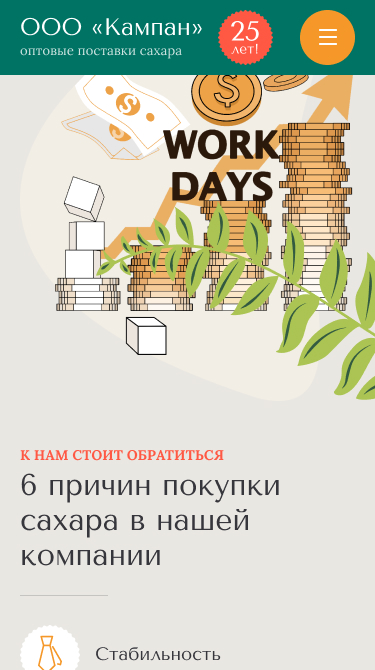 ООО «Кампан»
оптовые поставки сахара
25
лет!
WORK
DAYS
К НАМ СТОИТ ОБРАТИТЬСЯ
6 причин покупки
сахара в нашей
компании
Стабильность